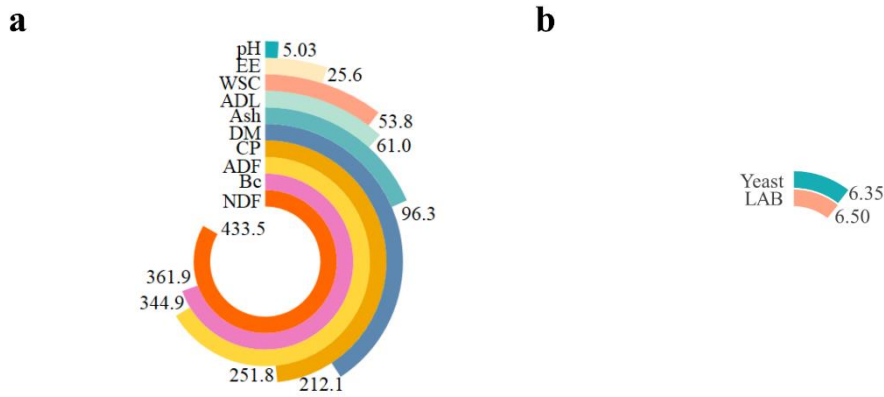 a
b
pH
5.03
EE
25.6
WSC
53.8
ADL
61.0
Ash
96.3
DM
212.1
CP
251.8
ADF
344.9
Bc
361.9
NDF
433.5
Yeast
6.35
LAB
6.50